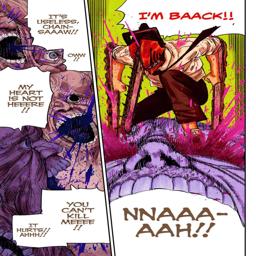 IT'S
USELESS,
CHAIN-
SAAAW!!
OWW
!!
MY
HEART
IS NOT
HEEERE
!!
YOU
CAN'T
KILL
MEEEE
!!
IT
HURTS!!
AHHH!!
I'M BAACK!!
NNAAA-
AAH!!